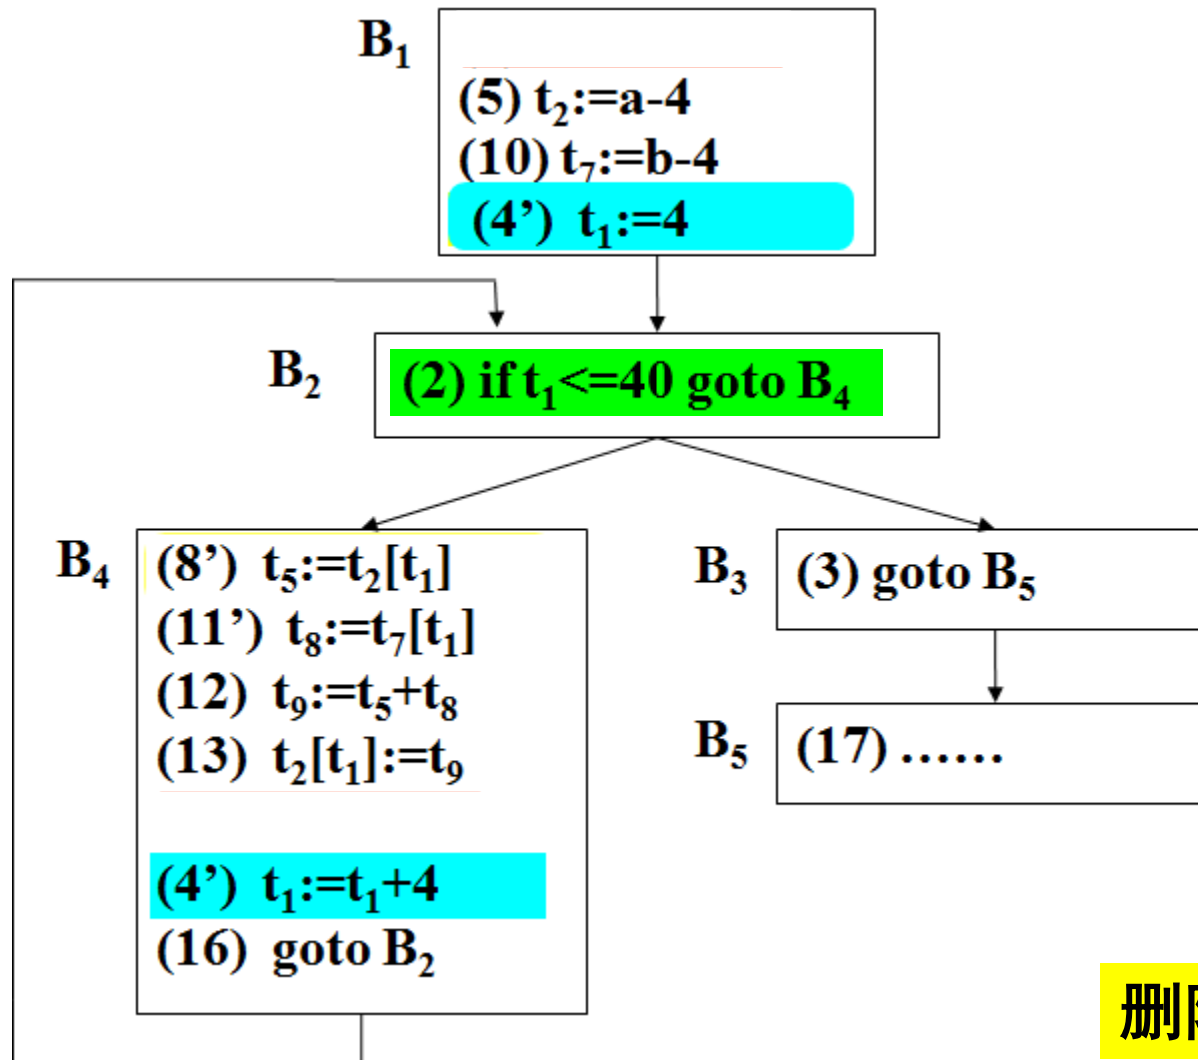 B₁
(5) t₂:=a-4
(10) t₇:=b-4
(4’) t₁:=4
B₂
(2) if t₁<=40 goto B₄
B₄
(8’) t₅:=t₂[t₁]
(11’) t₈:=t₇[t₁]
(12) t₉:=t₅+t₈
(13) t₂[t₁]:=t₉
(4’) t₁:=t₁+4
(16) goto B₂
B₃
(3) goto B₅
B₅
(17) ……
删